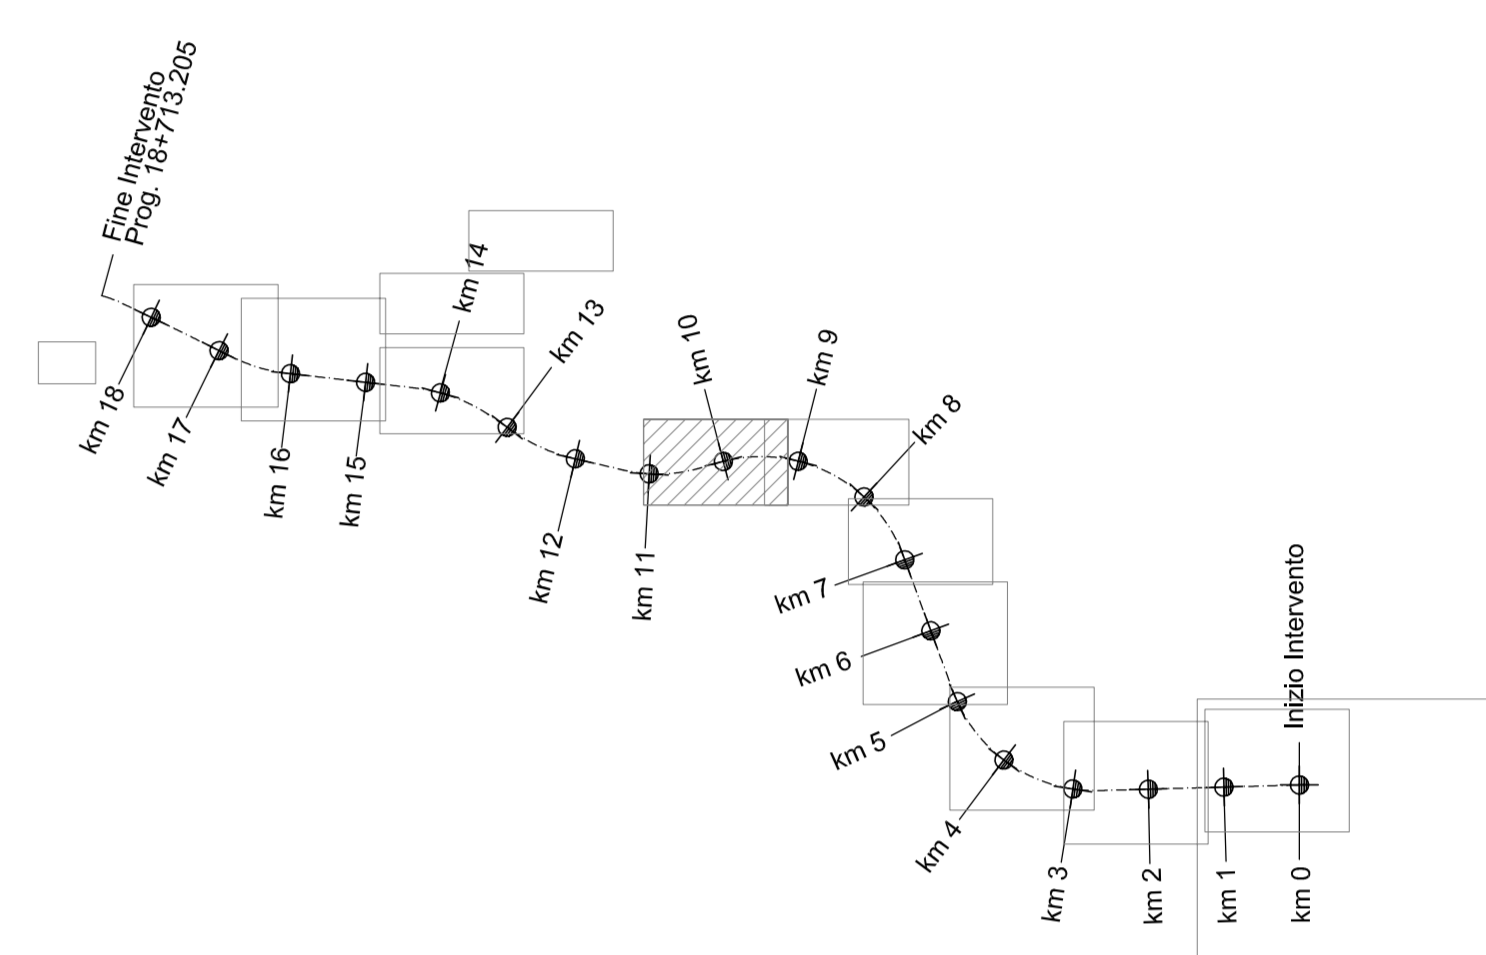 Fine Intervento
Prog. 18+713.205
km 18
km 17
km 16
km 15
km 14
km 13
km 12
km 11
km 10
km 9
km 8
km 7
km 6
km 5
km 4
km 3
km 2
km 1
km 0
Inizio Intervento